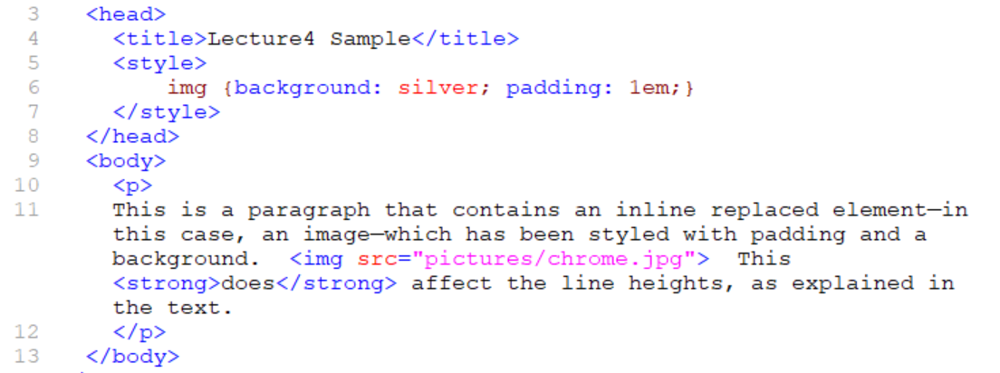 3 <head>
4 <title>Lecture4 Sample</title>
5 <style>
6 img {background: silver; padding: 1em;}
7 </style>
8 </head>
9 <body>
10 <p>
11 This is a paragraph that contains an inline replaced element—in
this case, an image—which has been styled with padding and a
background.  <img src="pictures/chrome.jpg">  This
<strong>does</strong> affect the line heights, as explained in
the text.
12 </p>
13 </body>